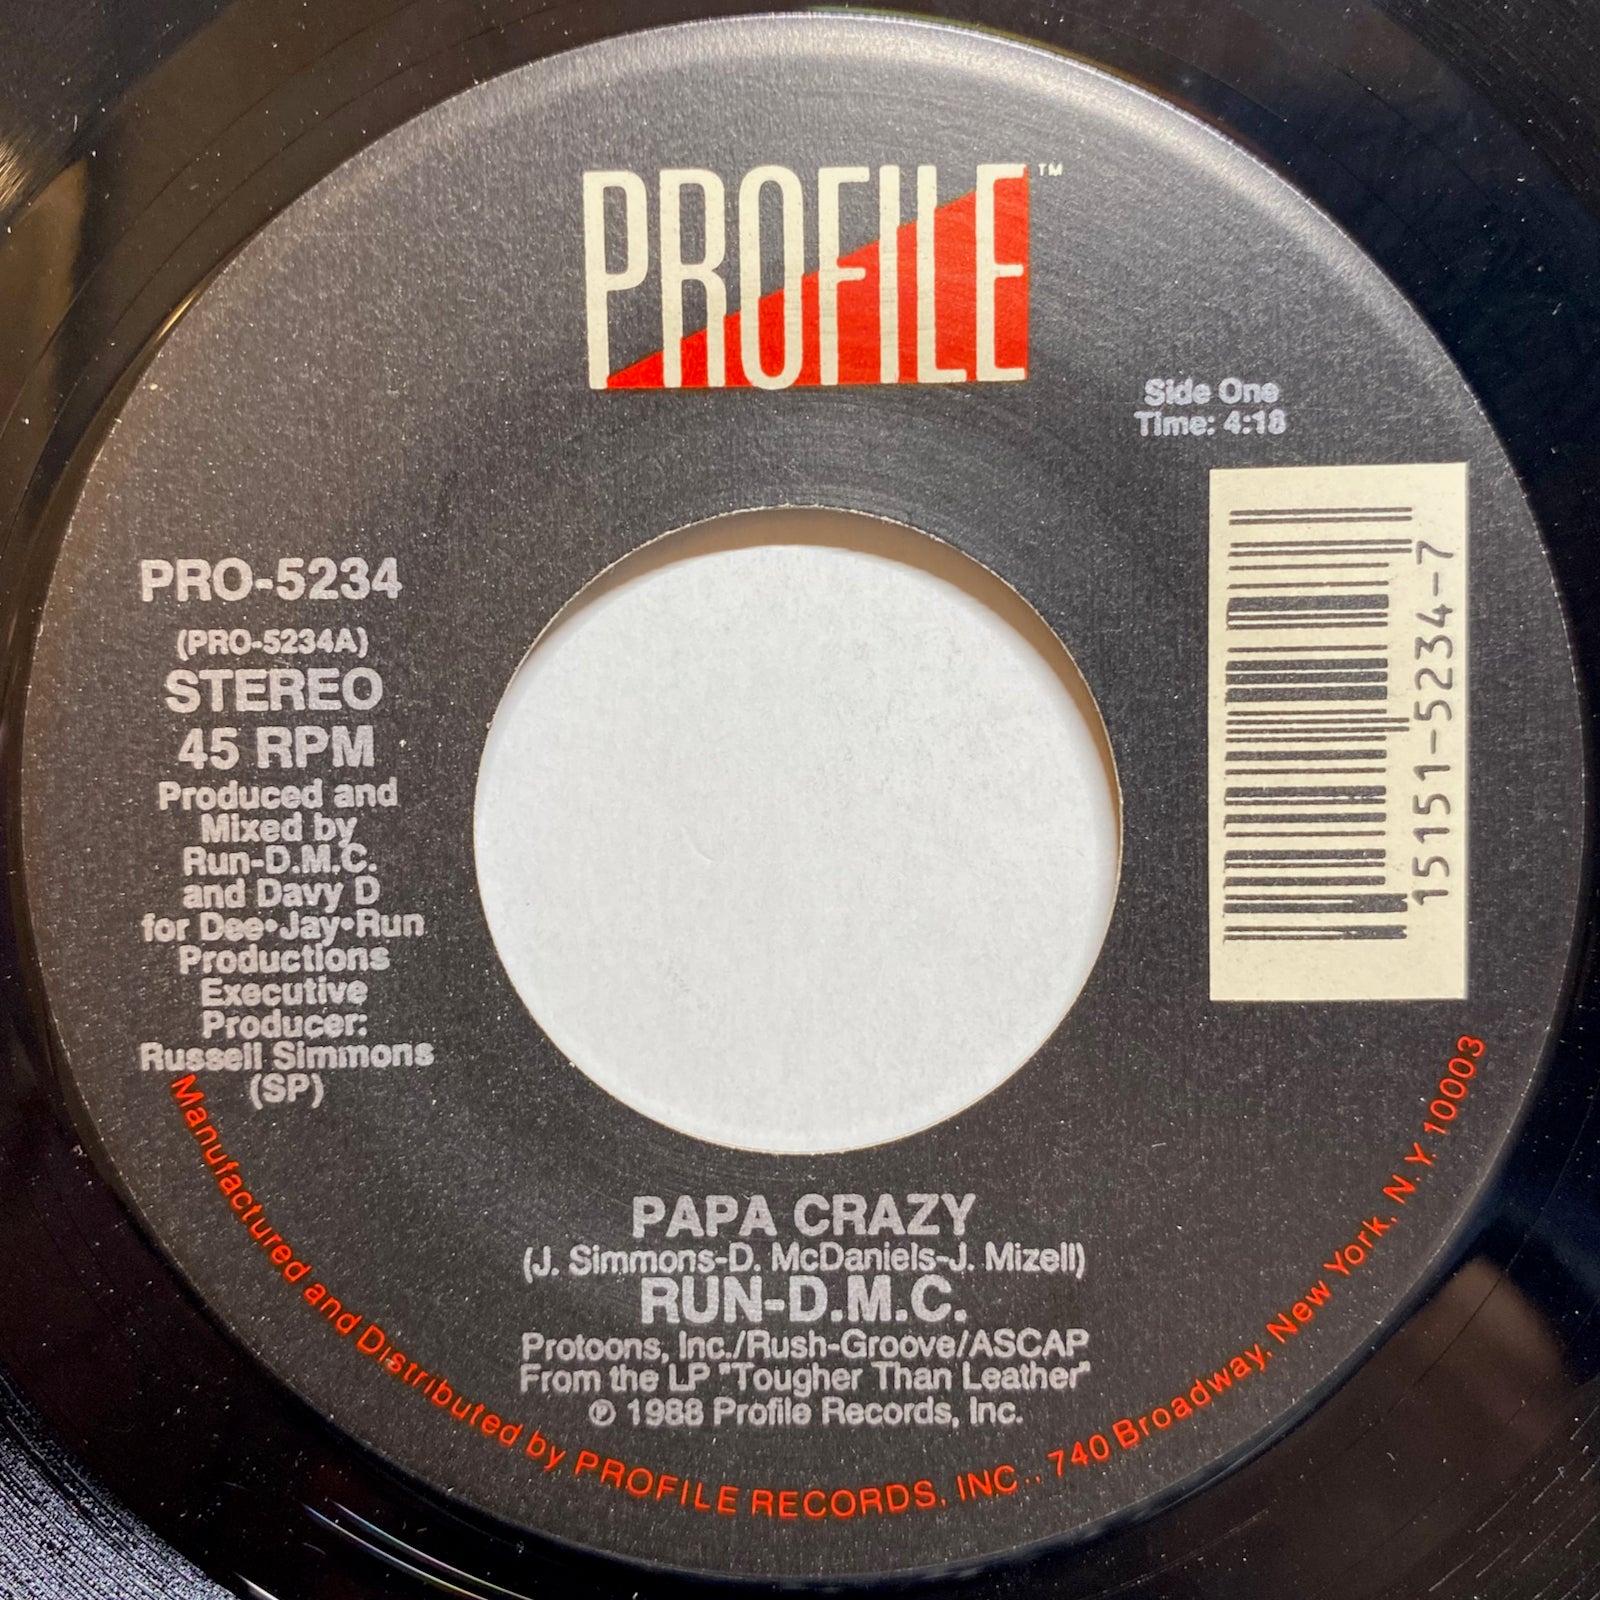 PROFILE™
Side One
Time: 4:18
15151-5234-7
PRO-5234
(PRO-5234A)
STEREO
45 RPM
Produced and
Mixed by
Run-D.M.C.
and Davy D
for Dee•Jay•Run
Productions
Executive
Producer:
Russell Simmons
(SP)
PAPA CRAZY
(J. Simmons-D. McDaniels-J. Mizell)
RUN-D.M.C.
Protoons, Inc./Rush-Groove/ASCAP
From the LP "Tougher Than Leather"
℗ 1988 Profile Records, Inc.
Manufactured and Distributed by PROFILE RECORDS, INC., 740 Broadway, New York, N.Y. 10003